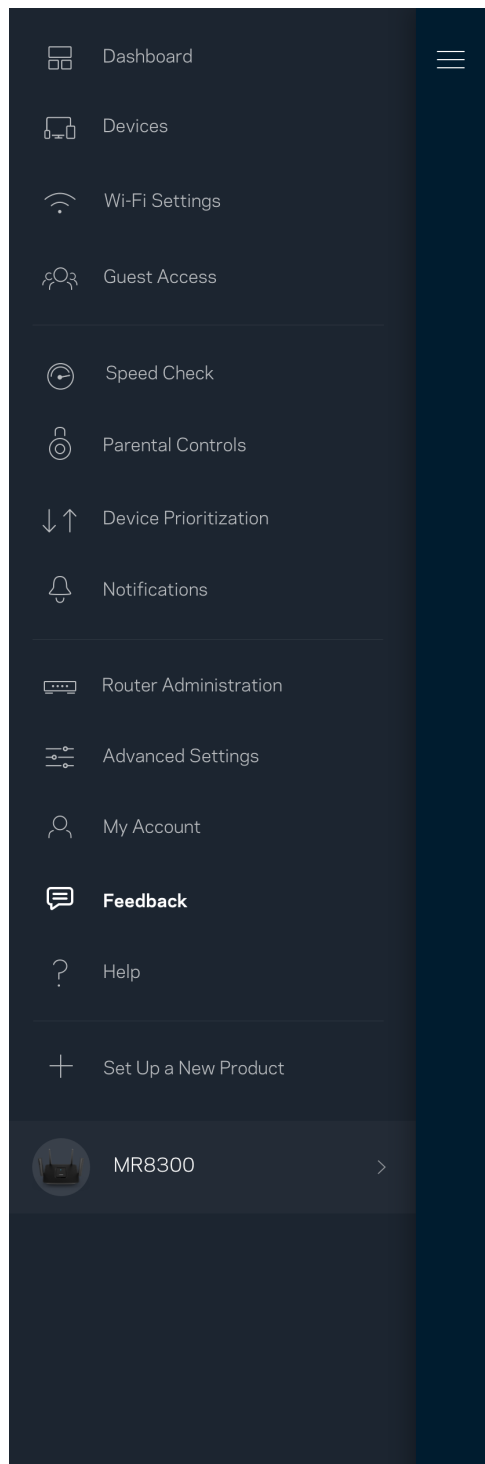 Dashboard
Devices
Wi-Fi Settings
Guest Access
Speed Check
Parental Controls
Device Prioritization
Notifications
Router Administration
Advanced Settings
My Account
Feedback
Help
Set Up a New Product
MR8300